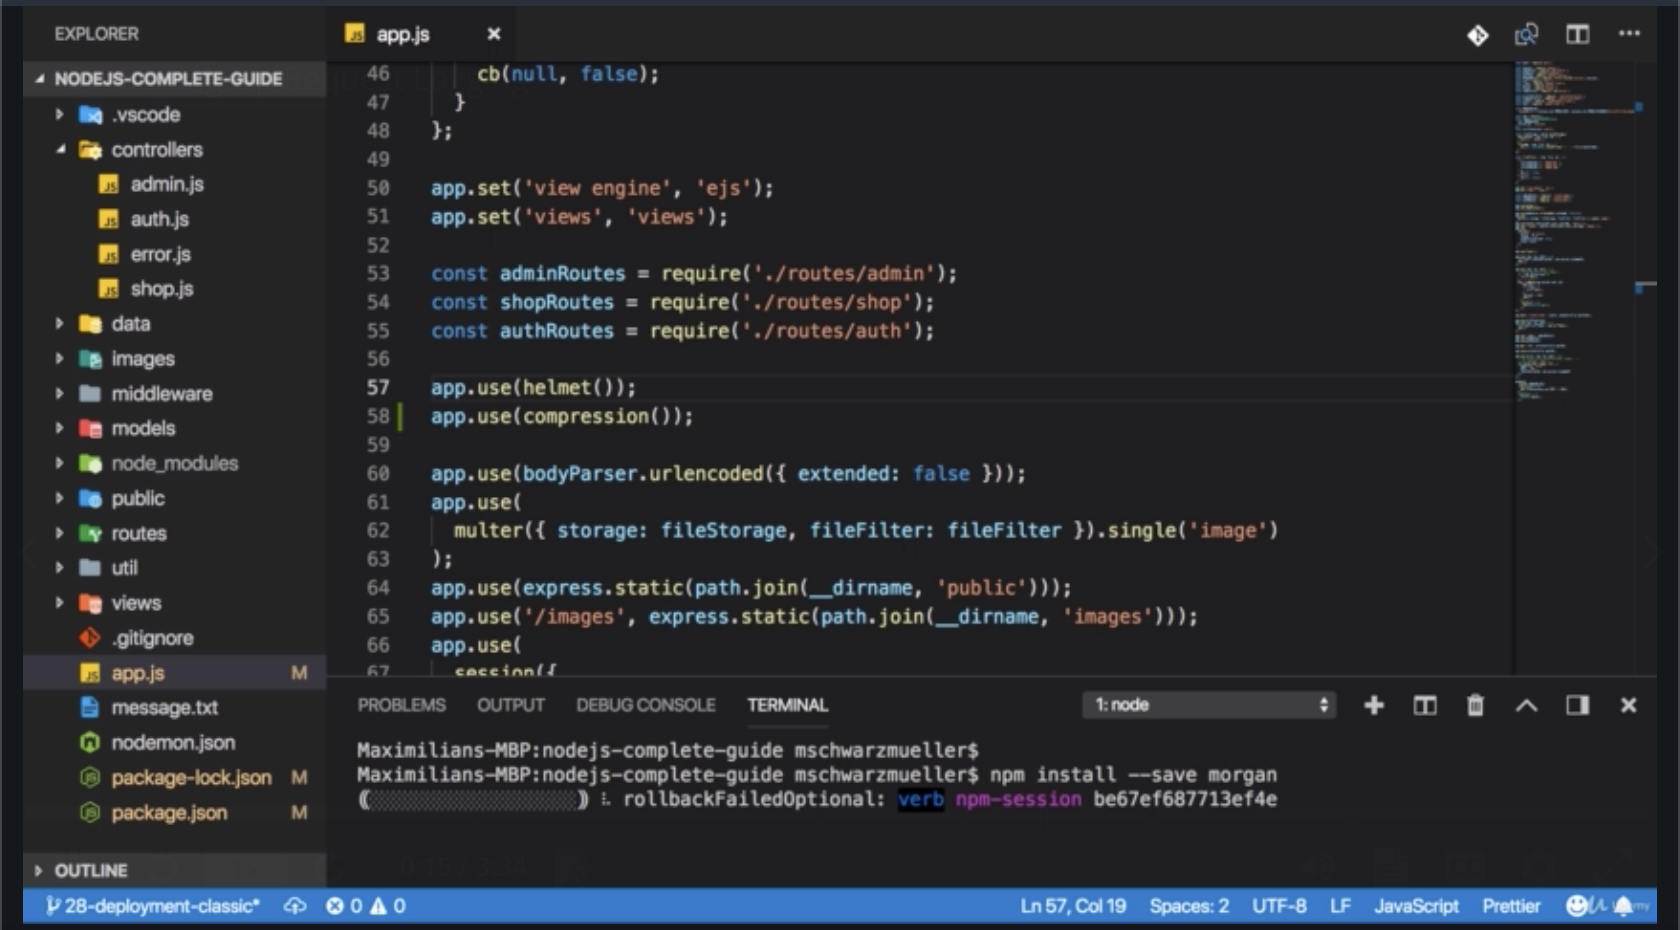 EXPLORER
NODEJS-COMPLETE-GUIDE
.vscode
controllers
admin.js
auth.js
error.js
shop.js
data
images
middleware
models
node_modules
public
routes
util
views
.gitignore
app.js M
message.txt
nodemon.json
package-lock.json M
package.json M
OUTLINE
app.js
46 cb(null, false);
47 }
48 };
49
50 app.set('view engine', 'ejs');
51 app.set('views', 'views');
52
53 const adminRoutes = require('./routes/admin');
54 const shopRoutes = require('./routes/shop');
55 const authRoutes = require('./routes/auth');
56
57 app.use(helmet());
58 app.use(compression());
59
60 app.use(bodyParser.urlencoded({ extended: false }));
61 app.use(
62 multer({ storage: fileStorage, fileFilter: fileFilter }).single('image')
63 );
64 app.use(express.static(path.join(__dirname, 'public')));
65 app.use('/images', express.static(path.join(__dirname, 'images')));
66 app.use(
67 session({
PROBLEMS OUTPUT DEBUG CONSOLE TERMINAL 1: node
Maximilians-MBP:nodejs-complete-guide mschwarzmueller$
Maximilians-MBP:nodejs-complete-guide mschwarzmueller$ npm install --save morgan
rollbackFailedOptional: verb npm-session be67ef687713ef4e
28-deployment-classic* 0 0 Ln 57, Col 19 Spaces: 2 UTF-8 LF JavaScript Prettier